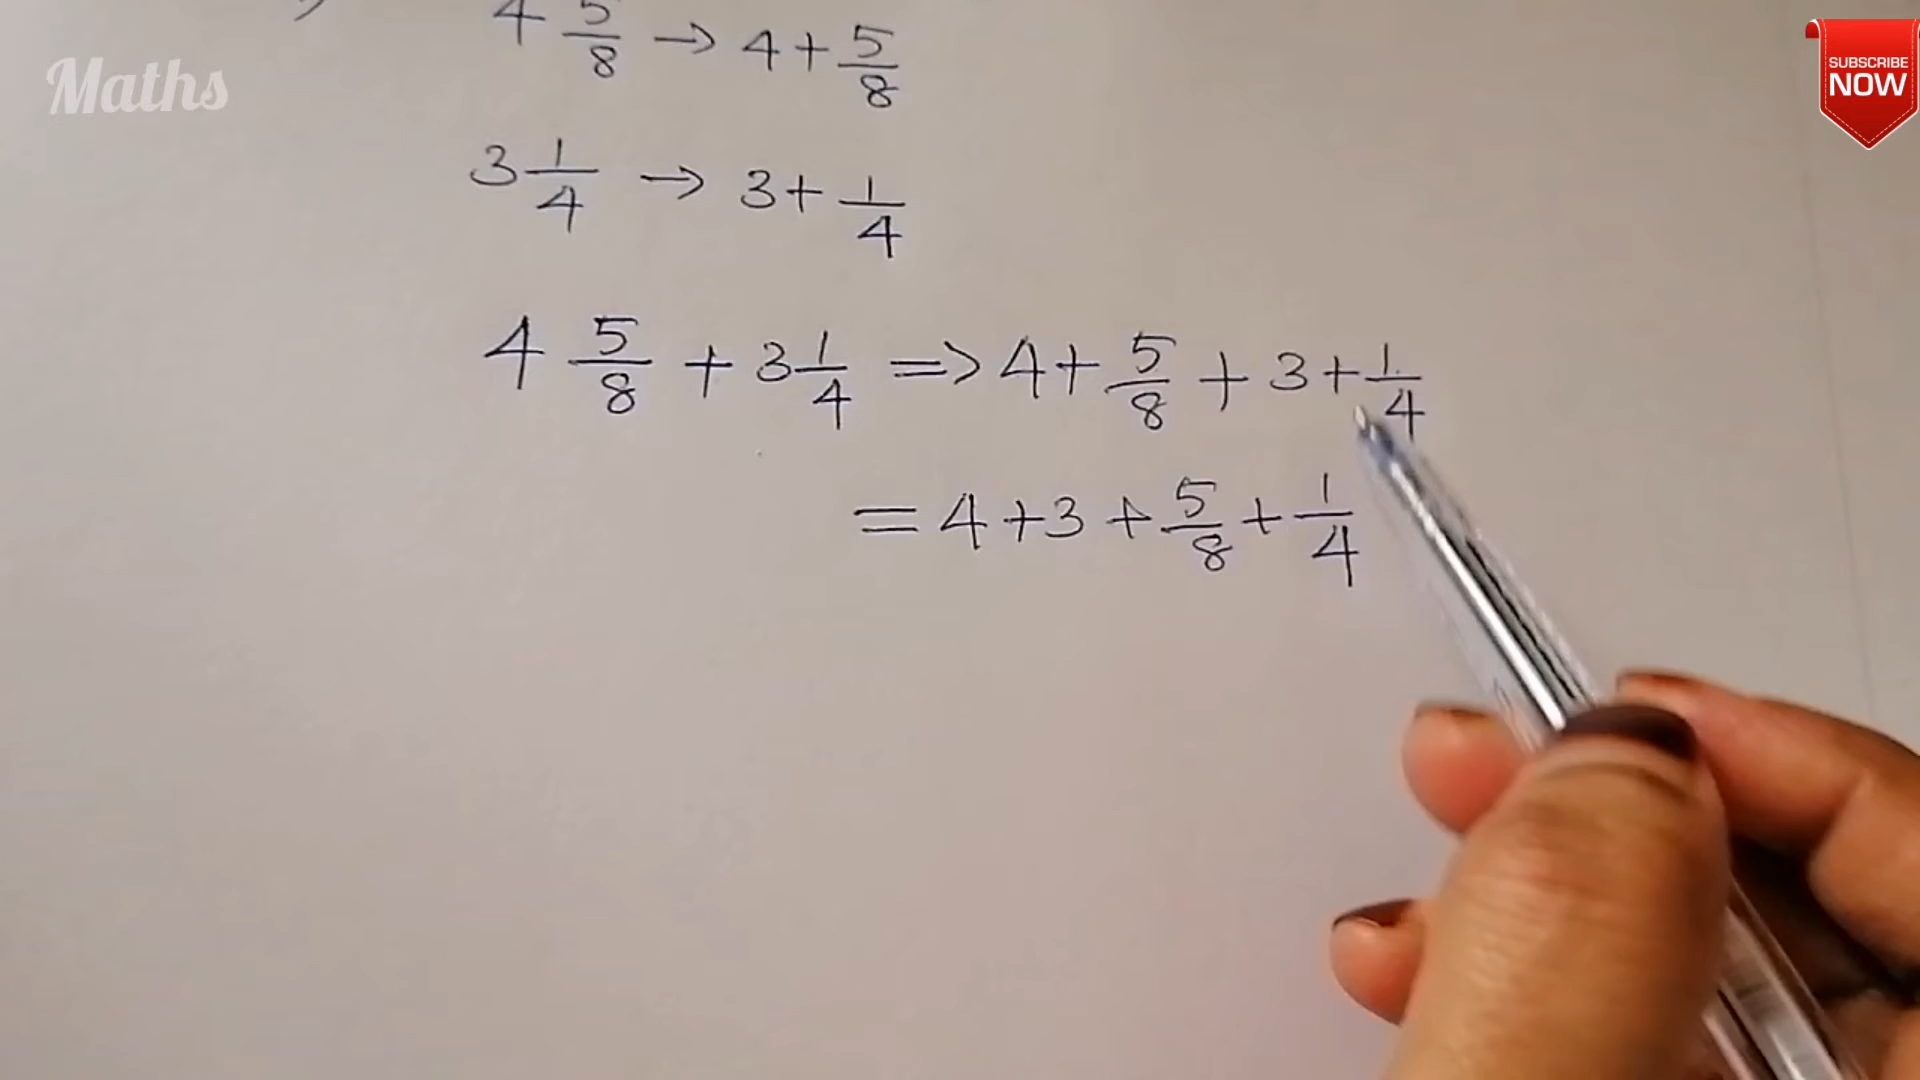 Maths
SUBSCRIBE
NOW
4 5/8 → 4 + 5/8
3 1/4 → 3 + 1/4
4 5/8 + 3 1/4 ⇒ 4 + 5/8 + 3 + 1/4
= 4 + 3 + 5/8 + 1/4